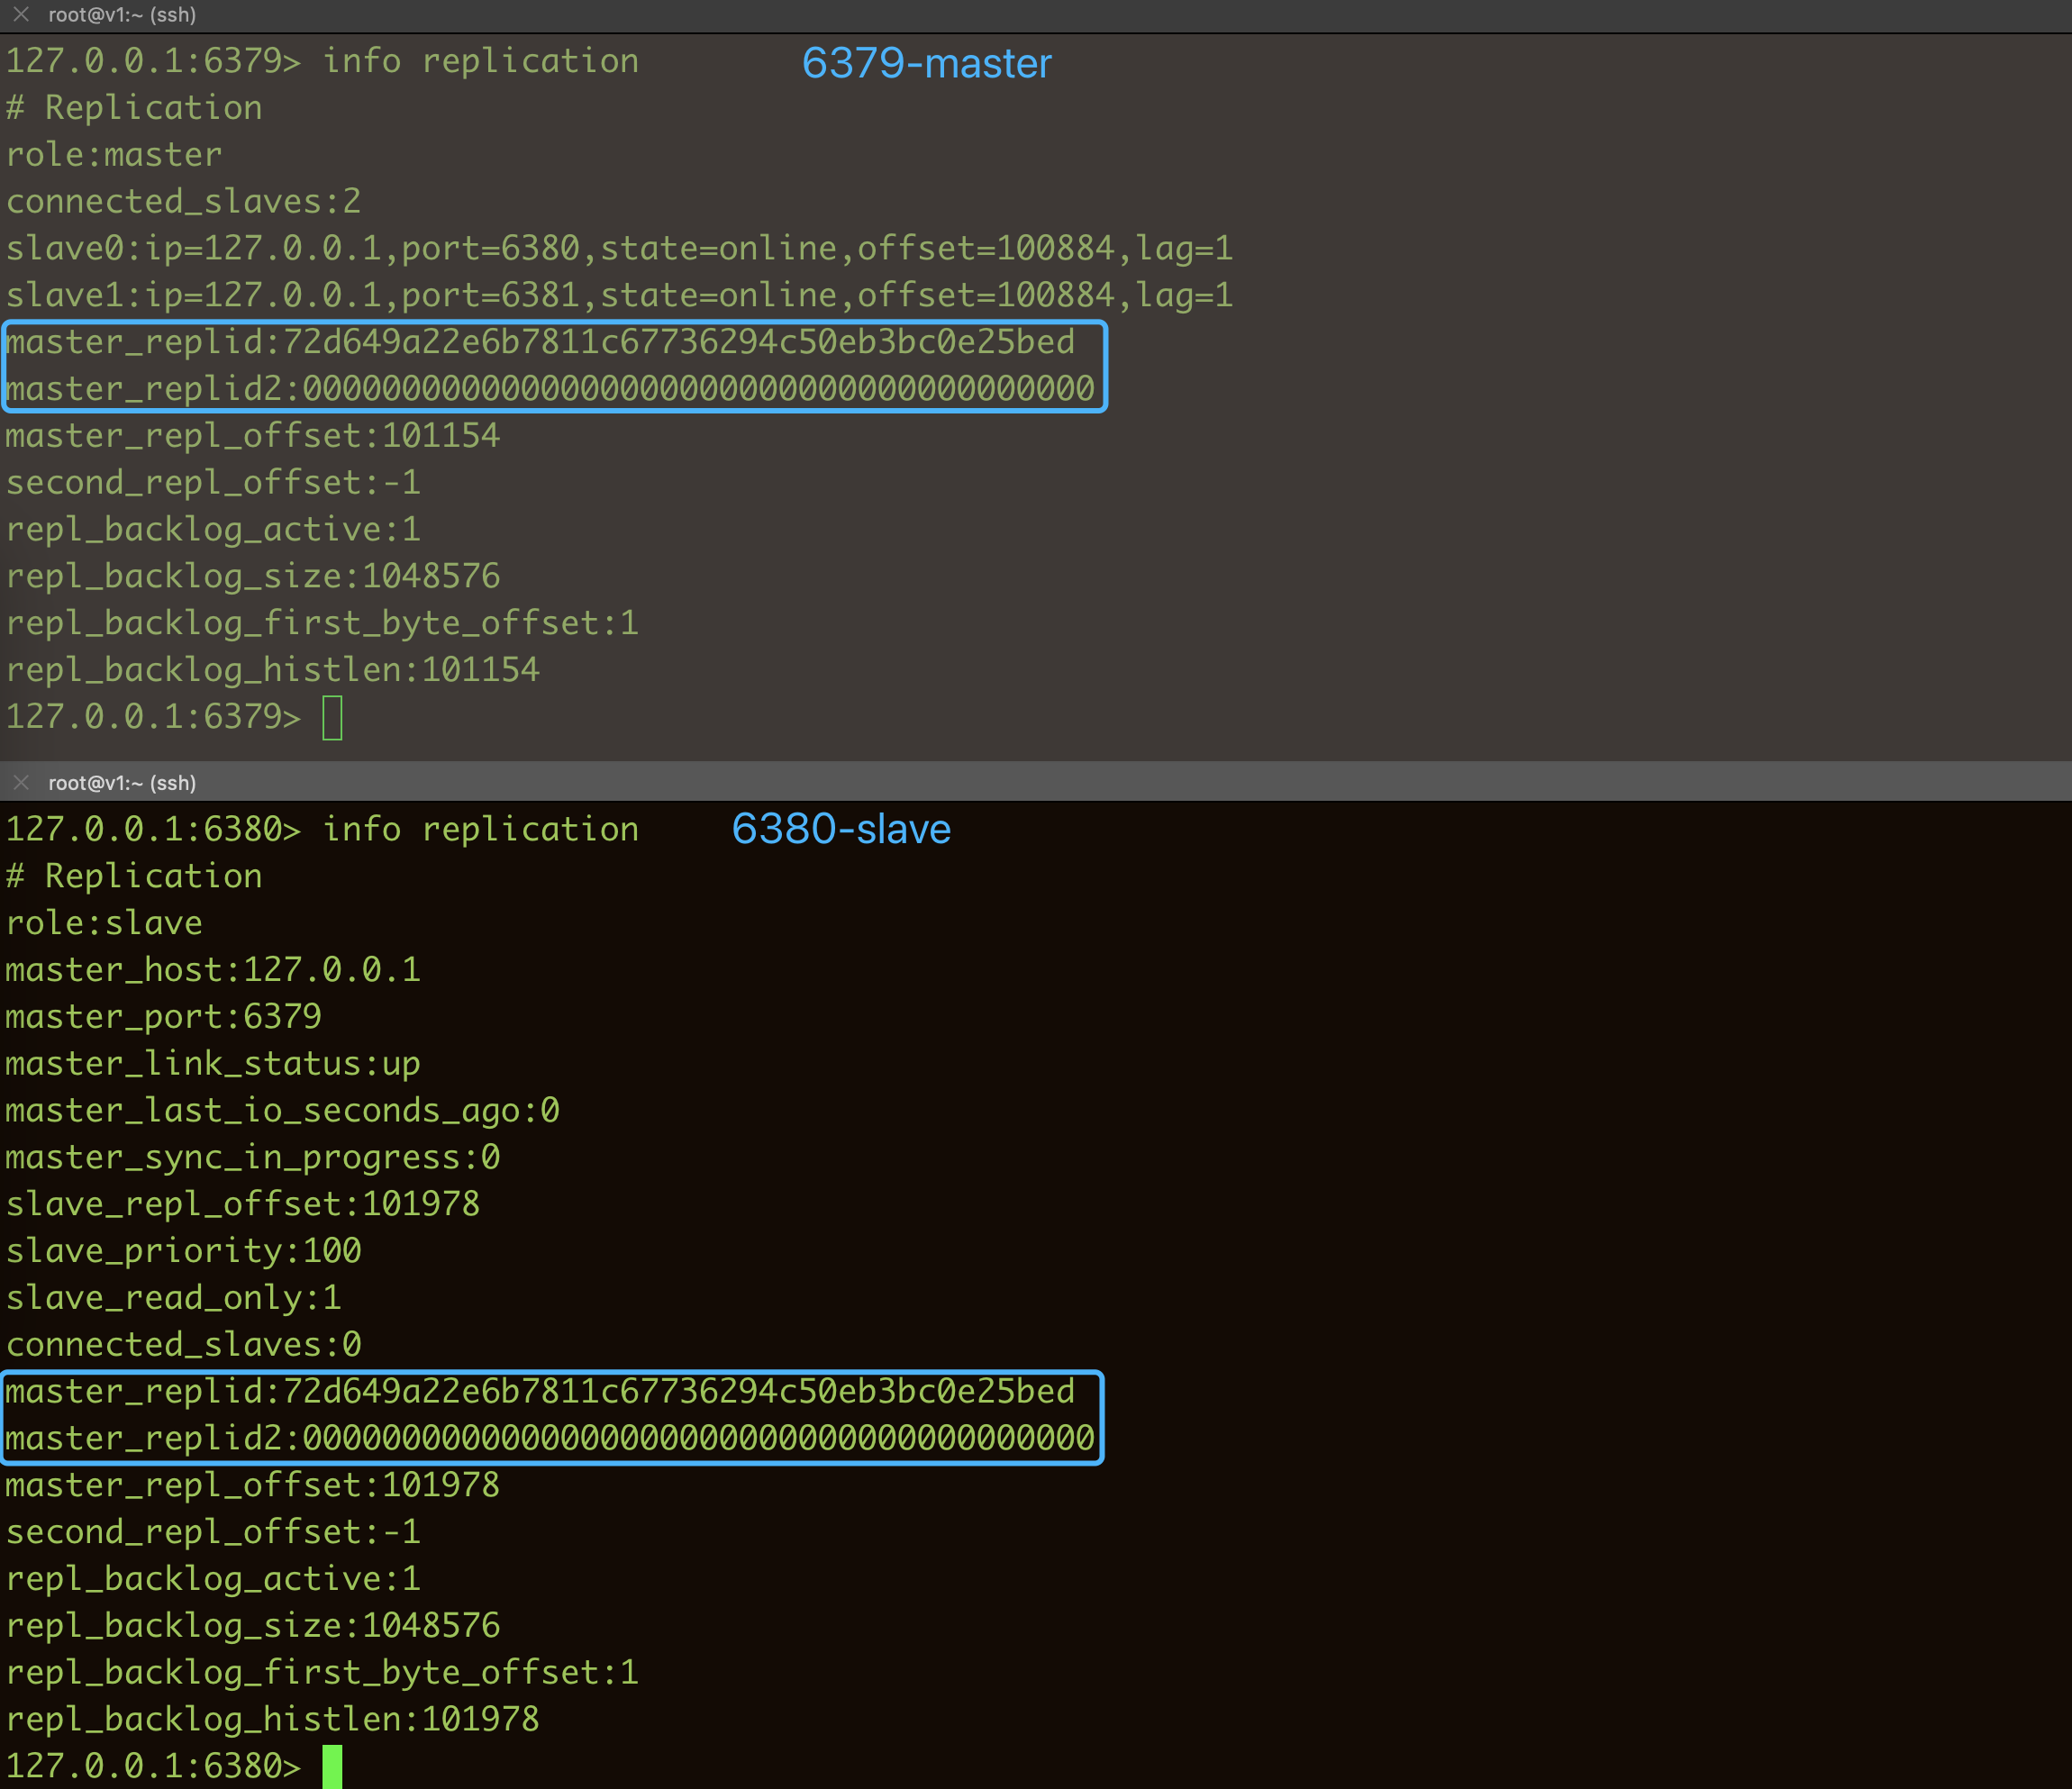 root@v1:~ (ssh)
127.0.0.1:6379> info replication 6379-master
# Replication
role:master
connected_slaves:2
slave0:ip=127.0.0.1,port=6380,state=online,offset=100884,lag=1
slave1:ip=127.0.0.1,port=6381,state=online,offset=100884,lag=1
master_replid:72d649a22e6b7811c67736294c50eb3bc0e25bed
master_replid2:0000000000000000000000000000000000000000
master_repl_offset:101154
second_repl_offset:-1
repl_backlog_active:1
repl_backlog_size:1048576
repl_backlog_first_byte_offset:1
repl_backlog_histlen:101154
127.0.0.1:6379>
root@v1:~ (ssh)
127.0.0.1:6380> info replication 6380-slave
# Replication
role:slave
master_host:127.0.0.1
master_port:6379
master_link_status:up
master_last_io_seconds_ago:0
master_sync_in_progress:0
slave_repl_offset:101978
slave_priority:100
slave_read_only:1
connected_slaves:0
master_replid:72d649a22e6b7811c67736294c50eb3bc0e25bed
master_replid2:0000000000000000000000000000000000000000
master_repl_offset:101978
second_repl_offset:-1
repl_backlog_active:1
repl_backlog_size:1048576
repl_backlog_first_byte_offset:1
repl_backlog_histlen:101978
127.0.0.1:6380>